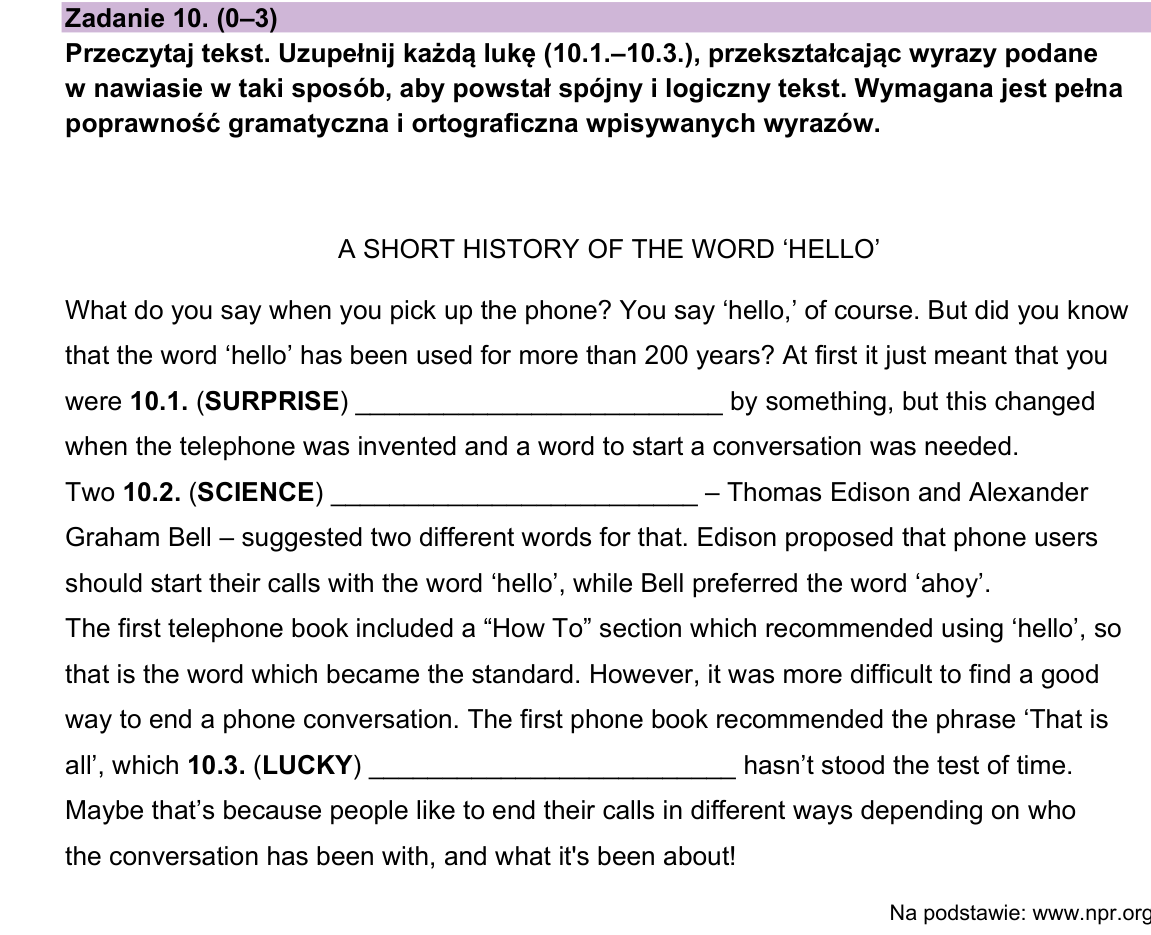 Zadanie 10. (0–3)
Przeczytaj tekst. Uzupełnij każdą lukę (10.1.–10.3.), przekształcając wyrazy podane
w nawiasie w taki sposób, aby powstał spójny i logiczny tekst. Wymagana jest pełna
poprawność gramatyczna i ortograficzna wpisywanych wyrazów.
A SHORT HISTORY OF THE WORD ‘HELLO’
What do you say when you pick up the phone? You say ‘hello,’ of course. But did you know
that the word ‘hello’ has been used for more than 200 years? At first it just meant that you
were 10.1. (SURPRISE) __________________________ by something, but this changed
when the telephone was invented and a word to start a conversation was needed.
Two 10.2. (SCIENCE) __________________________ – Thomas Edison and Alexander
Graham Bell – suggested two different words for that. Edison proposed that phone users
should start their calls with the word ‘hello’, while Bell preferred the word ‘ahoy’.
The first telephone book included a “How To” section which recommended using ‘hello’, so
that is the word which became the standard. However, it was more difficult to find a good
way to end a phone conversation. The first phone book recommended the phrase ‘That is
all’, which 10.3. (LUCKY) __________________________ hasn’t stood the test of time.
Maybe that’s because people like to end their calls in different ways depending on who
the conversation has been with, and what it's been about!
Na podstawie: www.npr.org